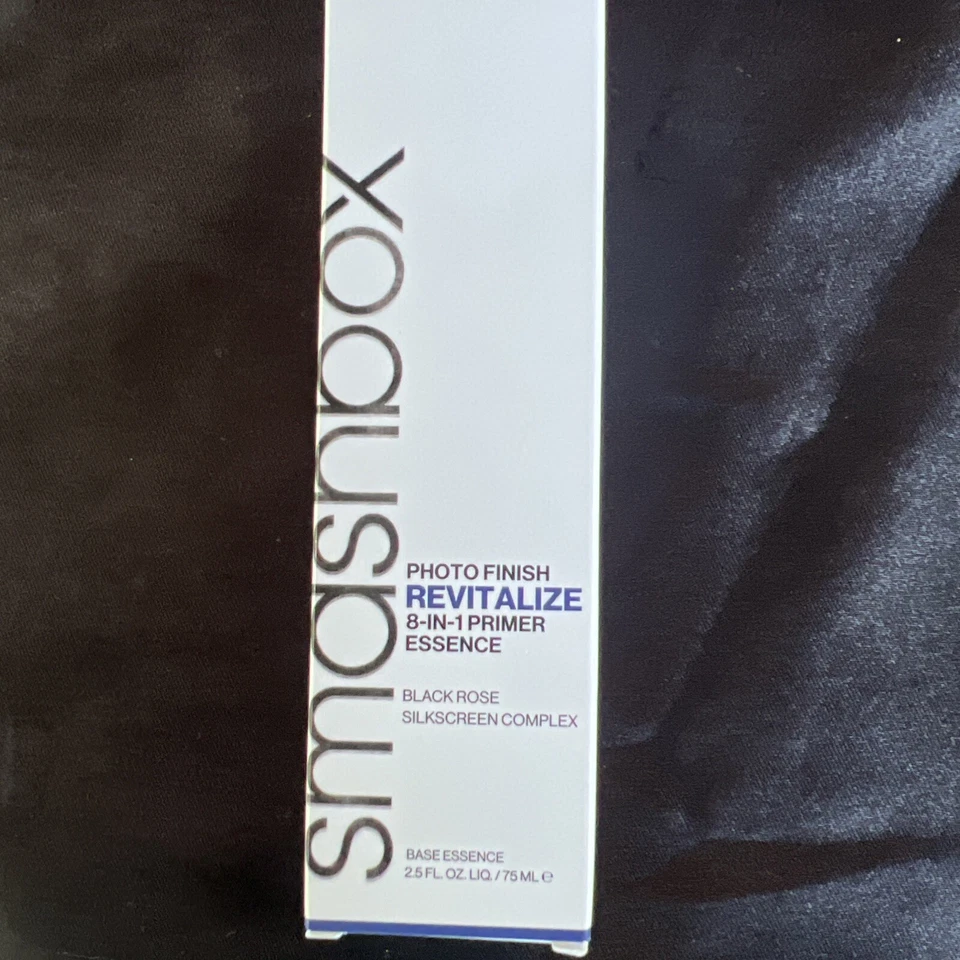 smashbox
PHOTO FINISH
REVITALIZE
8-IN-1 PRIMER
ESSENCE
BLACK ROSE
SILKSCREEN COMPLEX
BASE ESSENCE
2.5 FL. OZ. LIQ. / 75 ML ℮